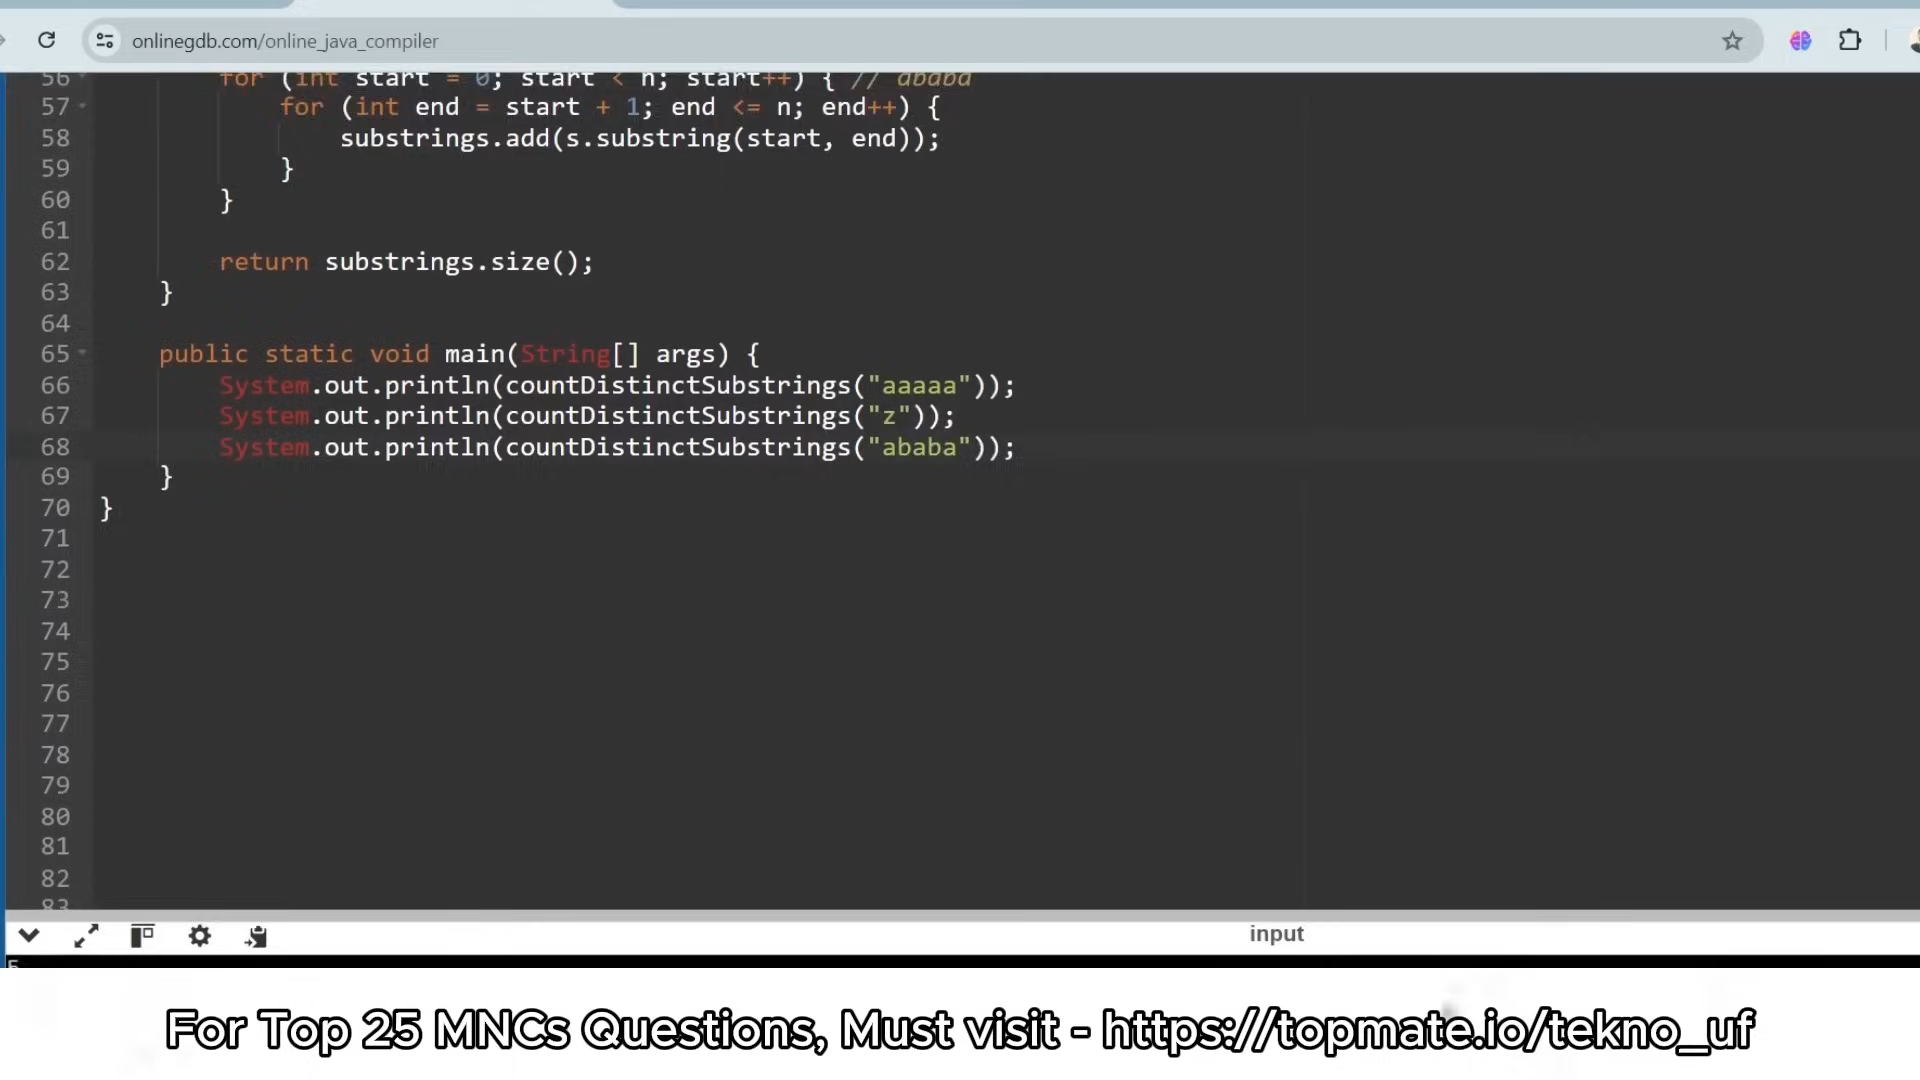 onlinegdb.com/online_java_compiler
56 for (int start = 0; start < n; start++) { // ababa
57 for (int end = start + 1; end <= n; end++) {
58 substrings.add(s.substring(start, end));
59 }
60 }
61
62 return substrings.size();
63 }
64
65 public static void main(String[] args) {
66 System.out.println(countDistinctSubstrings("aaaaa"));
67 System.out.println(countDistinctSubstrings("z"));
68 System.out.println(countDistinctSubstrings("ababa"));
69 }
70 }
71
72
73
74
75
76
77
78
79
80
81
82
83
input
5
For Top 25 MNCs Questions, Must visit - https://topmate.io/tekno_uf